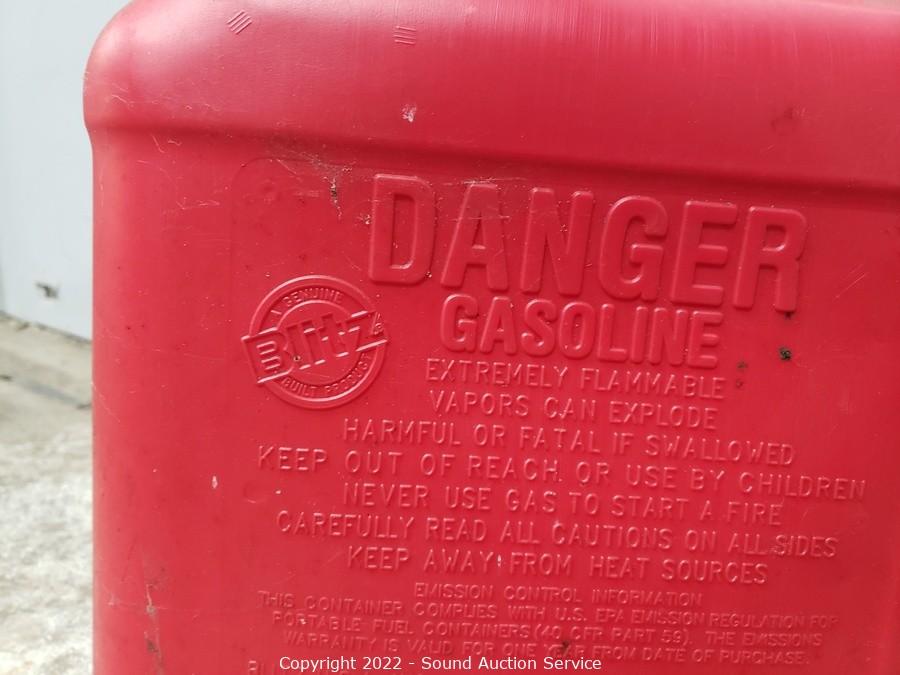 DANGER
GASOLINE
A GENUINE
Blitz
BUILT PRODUCT
EXTREMELY FLAMMABLE
VAPORS CAN EXPLODE
HARMFUL OR FATAL IF SWALLOWED
KEEP OUT OF REACH OR USE BY CHILDREN
NEVER USE GAS TO START A FIRE
CAREFULLY READ ALL CAUTIONS ON ALL SIDES
KEEP AWAY FROM HEAT SOURCES
EMISSION CONTROL INFORMATION
THIS CONTAINER COMPLIES WITH U.S. EPA EMISSION REGULATION FOR
PORTABLE FUEL CONTAINERS (40 CFR PART 59). THE EMISSIONS
WARRANTY IS VALID FOR ONE YEAR FROM DATE OF PURCHASE.
Copyright 2022 - Sound Auction Service